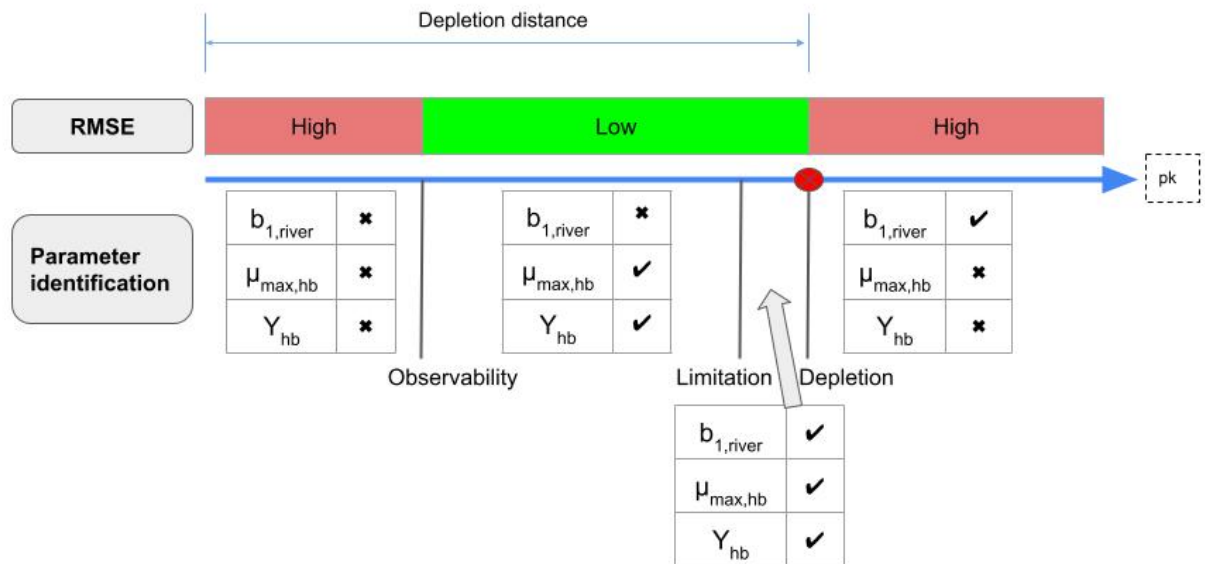 Depletion distance
RMSE
High
Low
High
pk
Parameter
identification
b1,river ✖
μmax,hb ✖
Yhb ✖
b1,river ✖
μmax,hb ✔
Yhb ✔
b1,river ✔
μmax,hb ✖
Yhb ✖
Observability
Limitation
Depletion
b1,river ✔
μmax,hb ✔
Yhb ✔